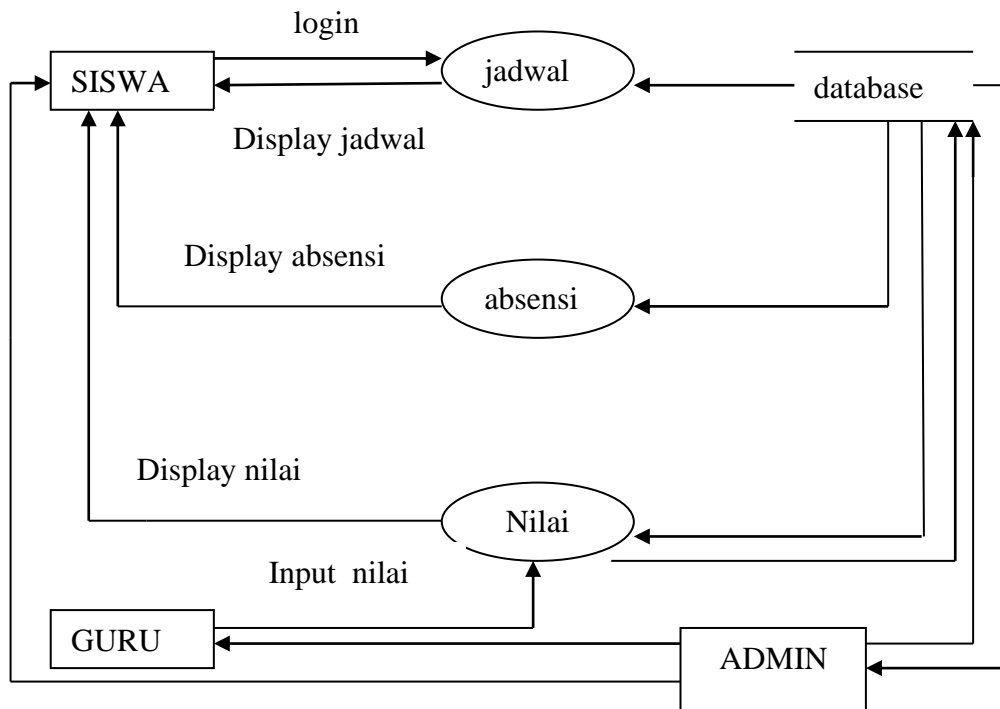 login
SISWA
jadwal
database
Display jadwal
Display absensi
absensi
Display nilai
Nilai
Input  nilai
GURU
ADMIN